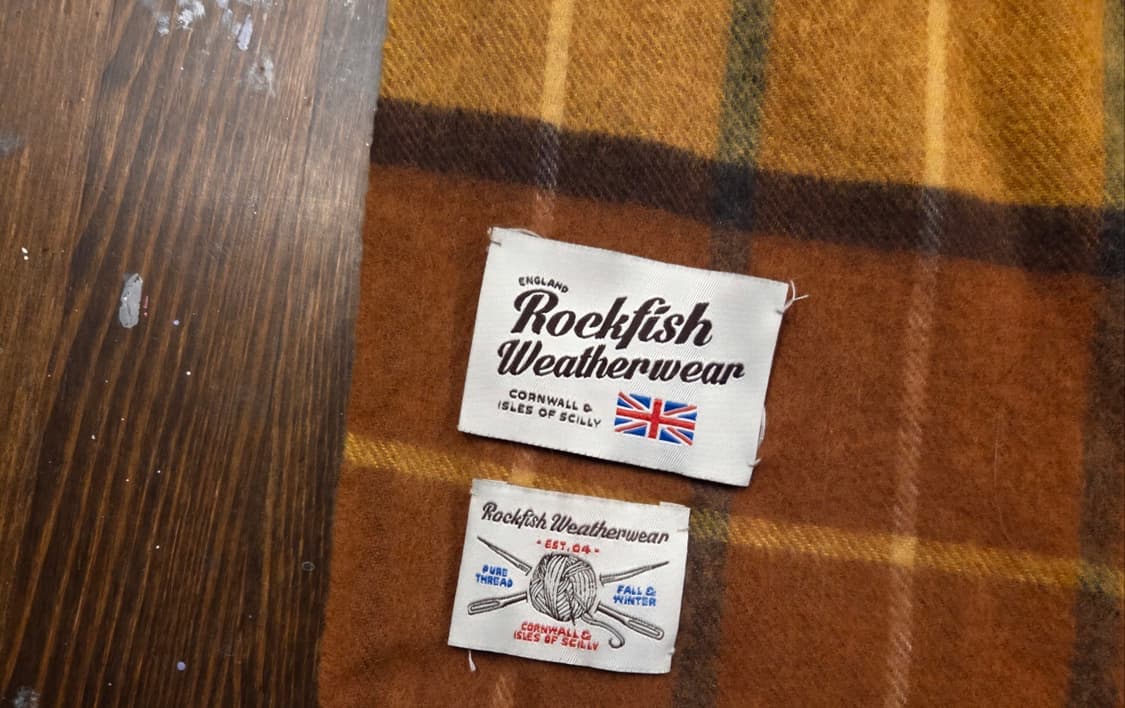 ENGLAND
Rockfish
Weatherwear
CORNWALL &
ISLES OF SCILLY
Rockfish Weatherwear
- EST. 04 -
PURE
THREAD
FALL &
WINTER
CORNWALL &
ISLES OF SCILLY